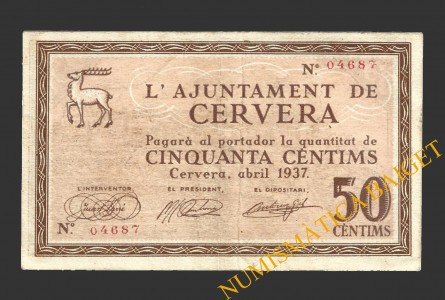 Nº 04687
L'AJUNTAMENT DE
CERVERA
Pagarà al portador la quantitat de
CINQUANTA CÈNTIMS
Cervera, abril 1937.
L'INTERVENTOR, EL PRESIDENT, EL DIPOSITARI,
Nº 04687
50
CÈNTIMS
NUMISMATICA BAIGET